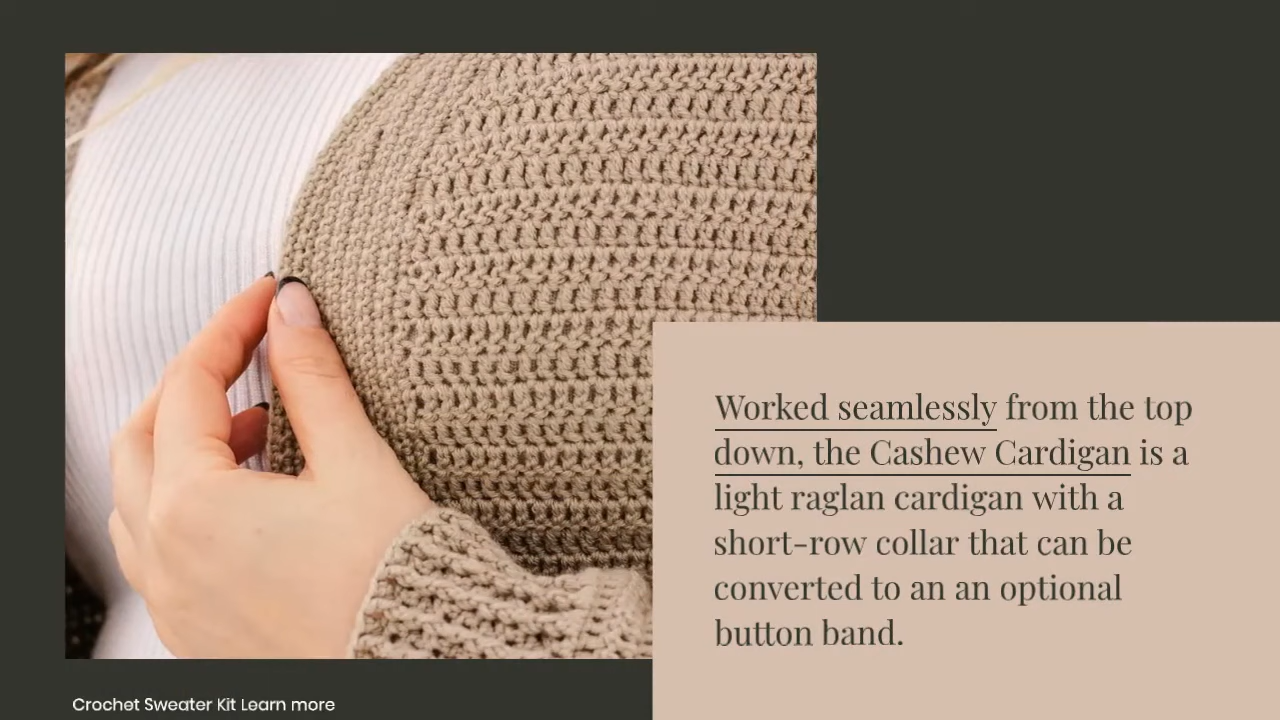 Worked seamlessly from the top
down, the Cashew Cardigan is a
light raglan cardigan with a
short-row collar that can be
converted to an an optional
button band.
Crochet Sweater Kit Learn more